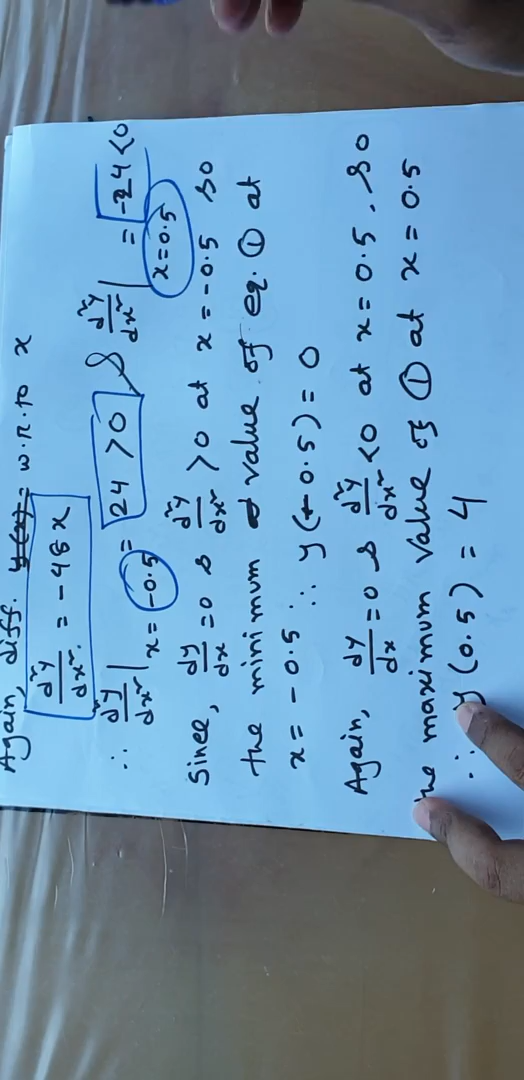 Again, diff. y(x) = w.r.to x
d²y/dx² = -48x
∴ d²y/dx² | x = -0.5 = 24 > 0 & d²y/dx² | x = 0.5 = -24 < 0
Since, dy/dx = 0 & d²y/dx² > 0 at x = -0.5 so
the minimum value of eq. ① at
x = -0.5 ∴ y(-0.5) = 0
Again, dy/dx = 0 & d²y/dx² < 0 at x = 0.5, so
the maximum value of ① at x = 0.5
∴ y(0.5) = 4